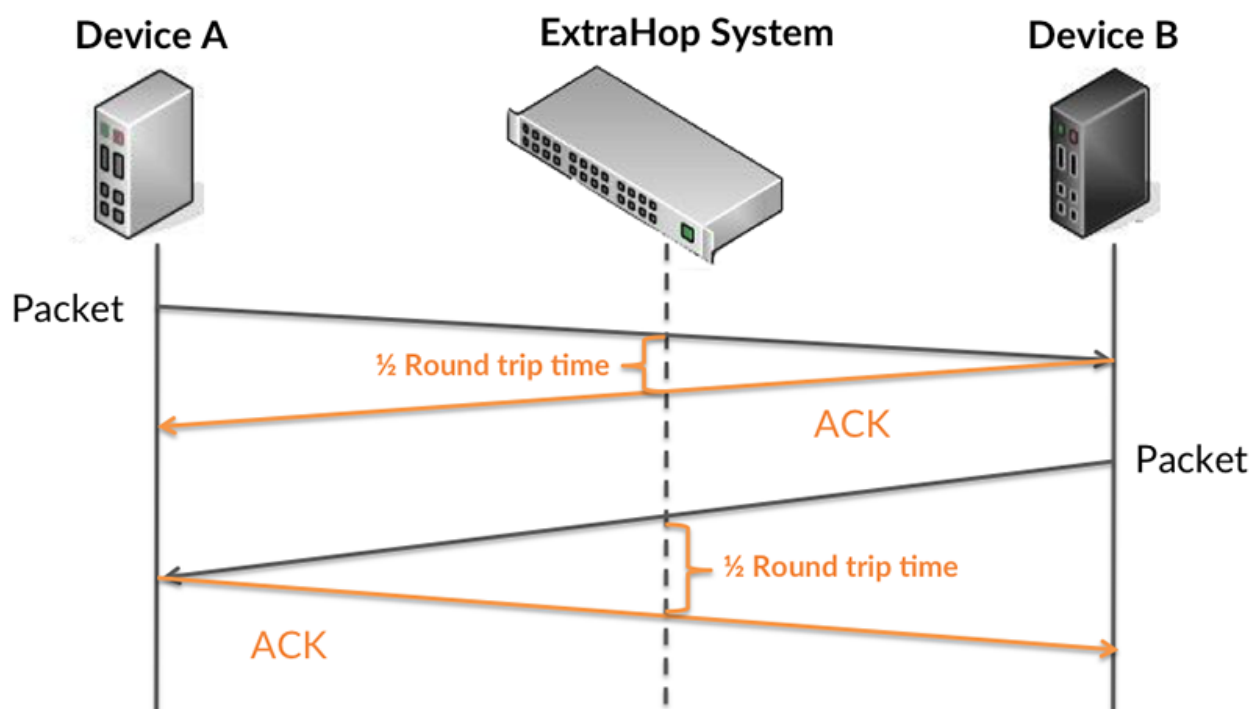 Device A
ExtraHop System
Device B
Packet
½ Round trip time
ACK
Packet
½ Round trip time
ACK